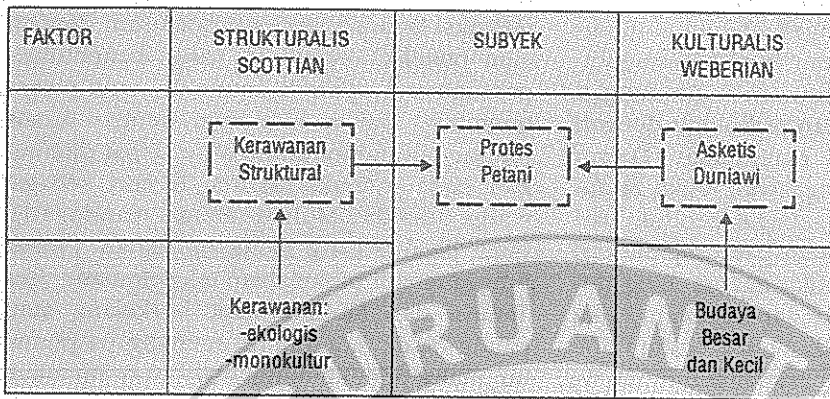 FAKTOR
STRUKTURALIS
SCOTTIAN
SUBYEK
KULTURALIS
WEBERIAN
Kerawanan
Struktural
Protes
Petani
Asketis
Duniawi
Kerawanan:
-ekologis
-monokultur
Budaya
Besar
dan Kecil
URUAN T